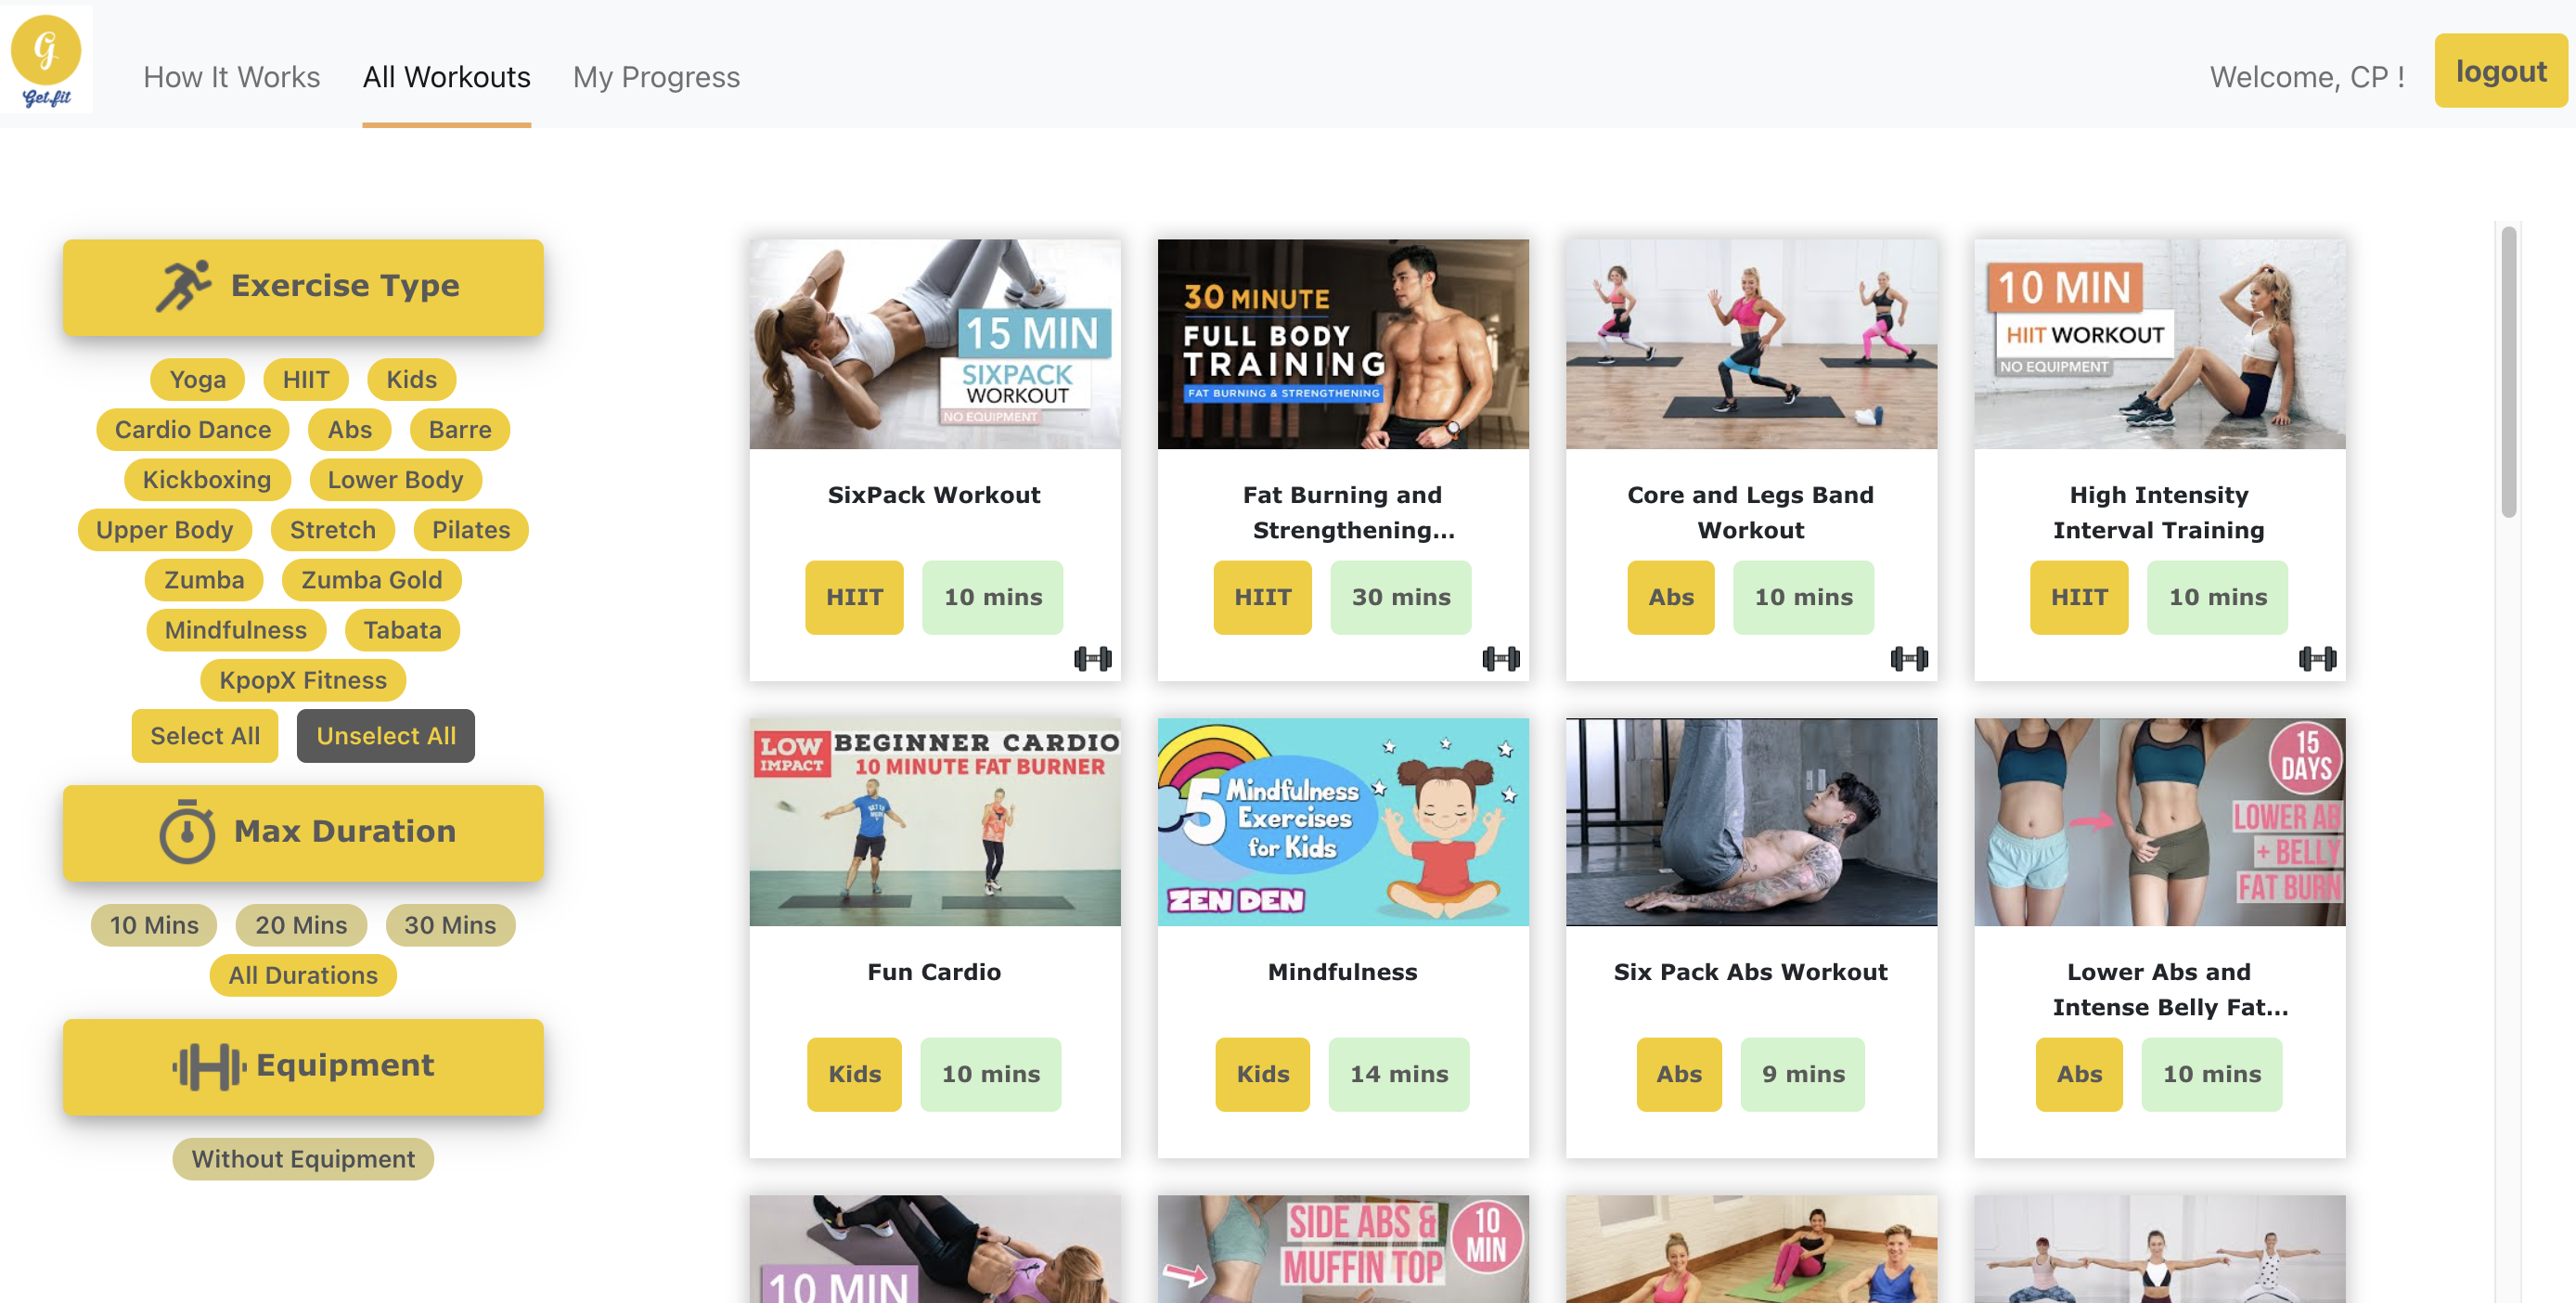 G
Get.fit
How It Works
All Workouts
My Progress
Welcome, CP !
logout
Exercise Type
Yoga
HIIT
Kids
Cardio Dance
Abs
Barre
Kickboxing
Lower Body
Upper Body
Stretch
Pilates
Zumba
Zumba Gold
Mindfulness
Tabata
KpopX Fitness
Select All
Unselect All
Max Duration
10 Mins
20 Mins
30 Mins
All Durations
Equipment
Without Equipment
15 MIN
SIXPACK
WORKOUT
NO EQUIPMENT
SixPack Workout
HIIT
10 mins
30 MINUTE
FULL BODY
TRAINING
FAT BURNING & STRENGTHENING
Fat Burning and
Strengthening...
HIIT
30 mins
Core and Legs Band
Workout
Abs
10 mins
10 MIN
HIIT WORKOUT
NO EQUIPMENT
High Intensity
Interval Training
HIIT
10 mins
LOW
IMPACT
BEGINNER CARDIO
10 MINUTE FAT BURNER
Fun Cardio
Kids
10 mins
5 Mindfulness
Exercises
for Kids
ZEN DEN
Mindfulness
Kids
14 mins
Six Pack Abs Workout
Abs
9 mins
15
DAYS
LOWER AB
+ BELLY
FAT BURN
Lower Abs and
Intense Belly Fat...
Abs
10 mins
10 MIN
SIDE ABS &
MUFFIN TOP
10
MIN